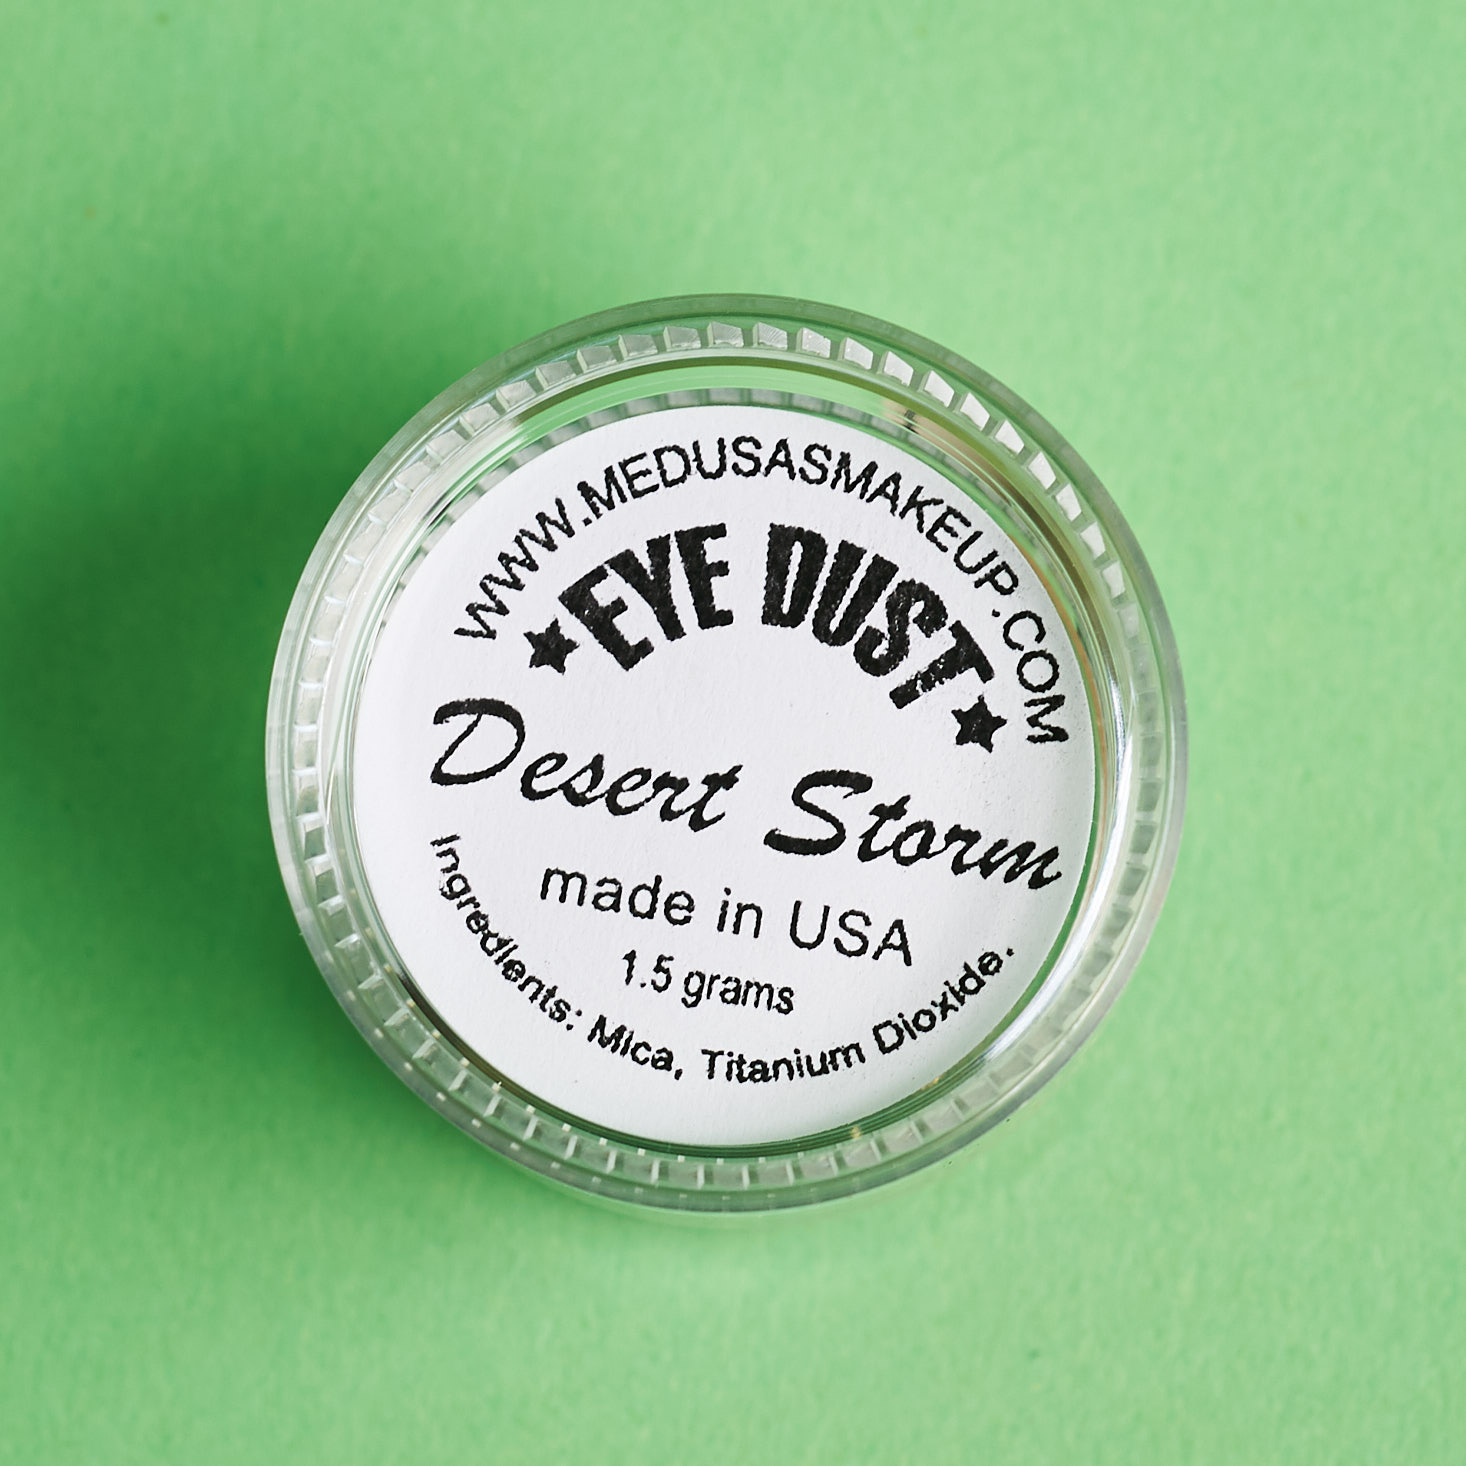 WWW.MEDUSASMAKEUP.COM
★EYE DUST★
Desert Storm
made in USA
1.5 grams
Ingredients: Mica, Titanium Dioxide.